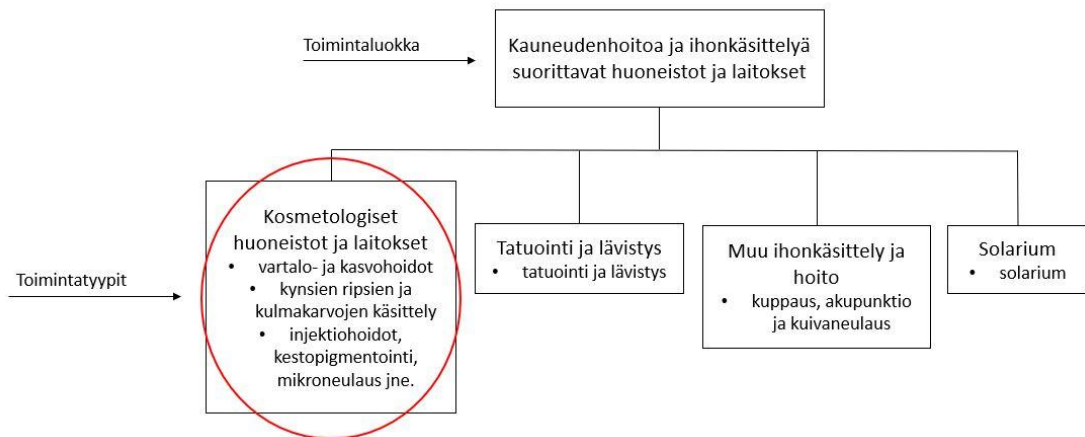 Toimintaluokka
Kauneudenhoitoa ja ihonkäsittelyä
suorittavat huoneistot ja laitokset
Toimintatyypit
Kosmetologiset
huoneistot ja laitokset
• vartalo- ja kasvohoidot
• kynsien ripsien ja
kulmakarvojen käsittely
• injektiohoidot,
kestopigmentointi,
mikroneulaus jne.
Tatuointi ja lävistys
• tatuointi ja lävistys
Muu ihonkäsittely ja
hoito
• kuppaus, akupunktio
ja kuivaneulaus
Solarium
• solarium